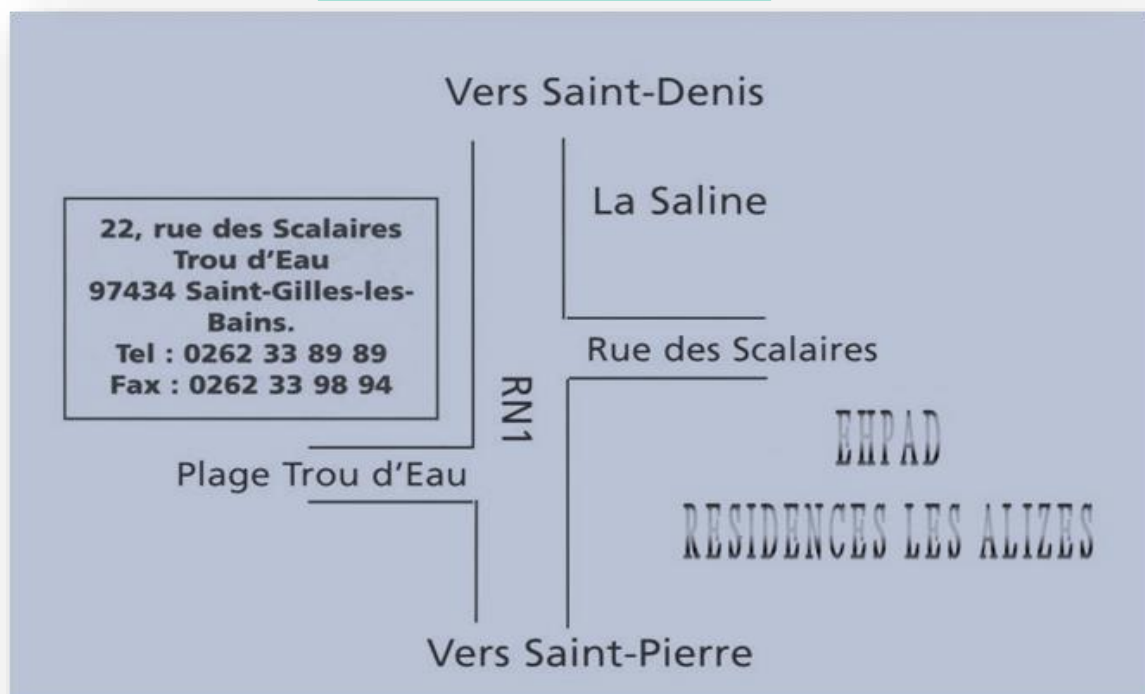 Vers Saint-Denis
La Saline
22, rue des Scalaires
Trou d'Eau
97434 Saint-Gilles-les-
Bains.
Tel : 0262 33 89 89
Fax : 0262 33 98 94
Rue des Scalaires
RN1
Plage Trou d'Eau
EHPAD
RESIDENCES LES ALIZES
Vers Saint-Pierre